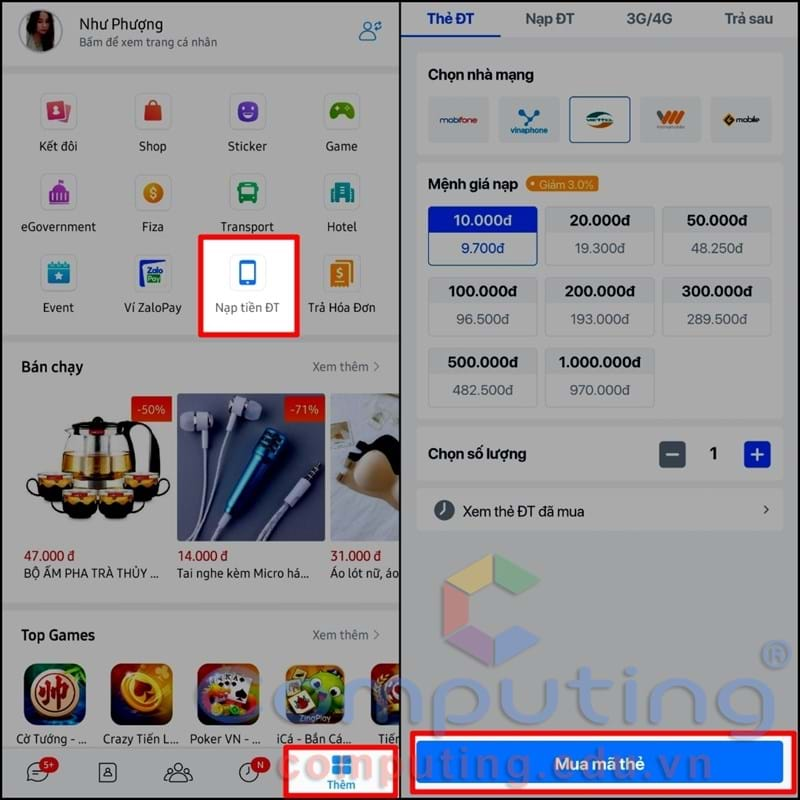 Như Phượng
Bấm để xem trang cá nhân
Kết đôi
Shop
Sticker
Game
eGovernment
Fiza
Transport
Hotel
Event
Zalo Pay
Ví ZaloPay
Nạp tiền ĐT
Trả Hóa Đơn
Bán chạy
Xem thêm
-50%
-71%
47.000 đ
14.000 đ
31.000 đ
BỘ ẤM PHA TRÀ THỦY ...
Tai nghe kèm Micro há...
Áo lót nữ, áo
Top Games
Xem thêm
ZingPlay
Cờ Tướng - ...
Crazy Tiến L...
Poker VN - ...
iCá - Bắn Cá...
Tiến
5+
N
Thêm
Thẻ ĐT
Nạp ĐT
3G/4G
Trả sau
Chọn nhà mạng
mobifone
vinaphone
viettel
vietnamobile
Gmobile
Mệnh giá nạp
Giảm 3.0%
10.000đ
20.000đ
50.000đ
9.700đ
19.300đ
48.250đ
100.000đ
200.000đ
300.000đ
96.500đ
193.000đ
289.500đ
500.000đ
1.000.000đ
482.500đ
970.000đ
Chọn số lượng
1
Xem thẻ ĐT đã mua
Mua mã thẻ
computing
®
computing.edu.vn